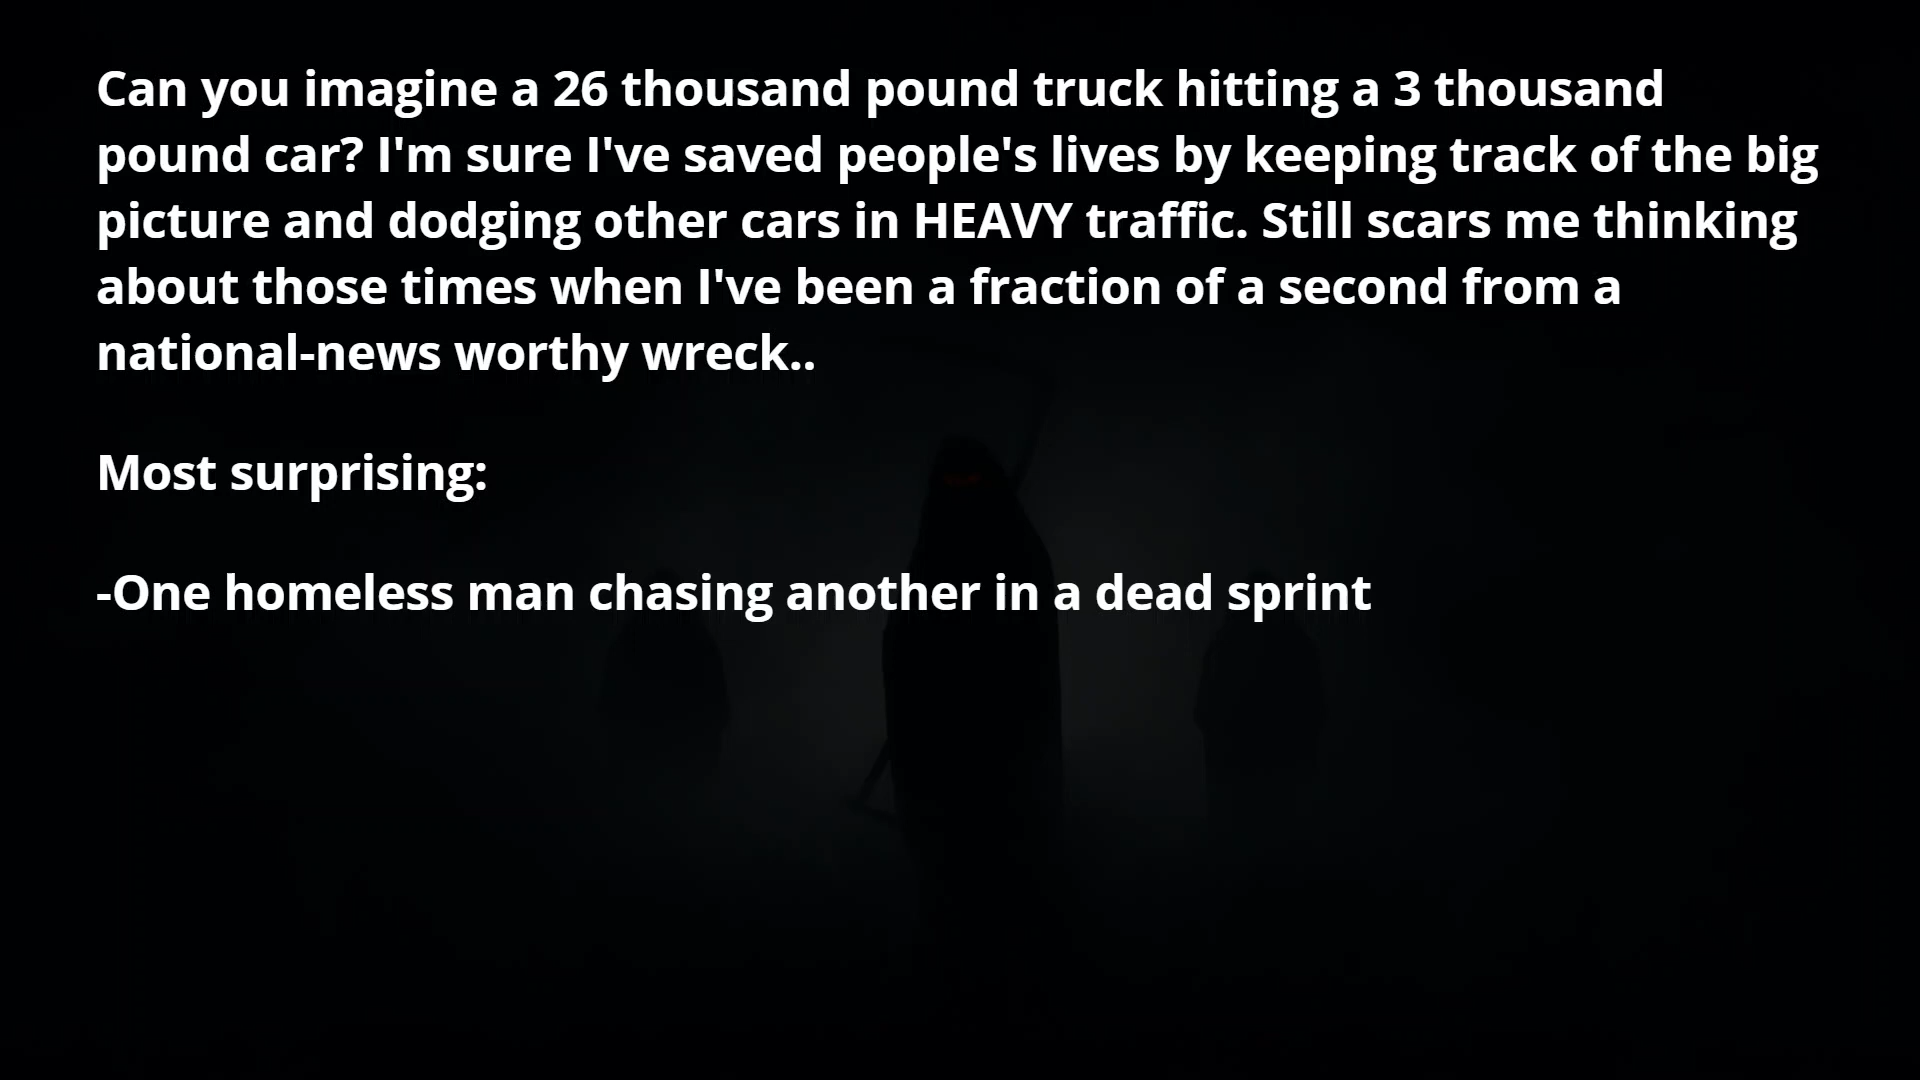 Can you imagine a 26 thousand pound truck hitting a 3 thousand
pound car? I'm sure I've saved people's lives by keeping track of the big
picture and dodging other cars in HEAVY traffic. Still scars me thinking
about those times when I've been a fraction of a second from a
national-news worthy wreck..
Most surprising:
-One homeless man chasing another in a dead sprint